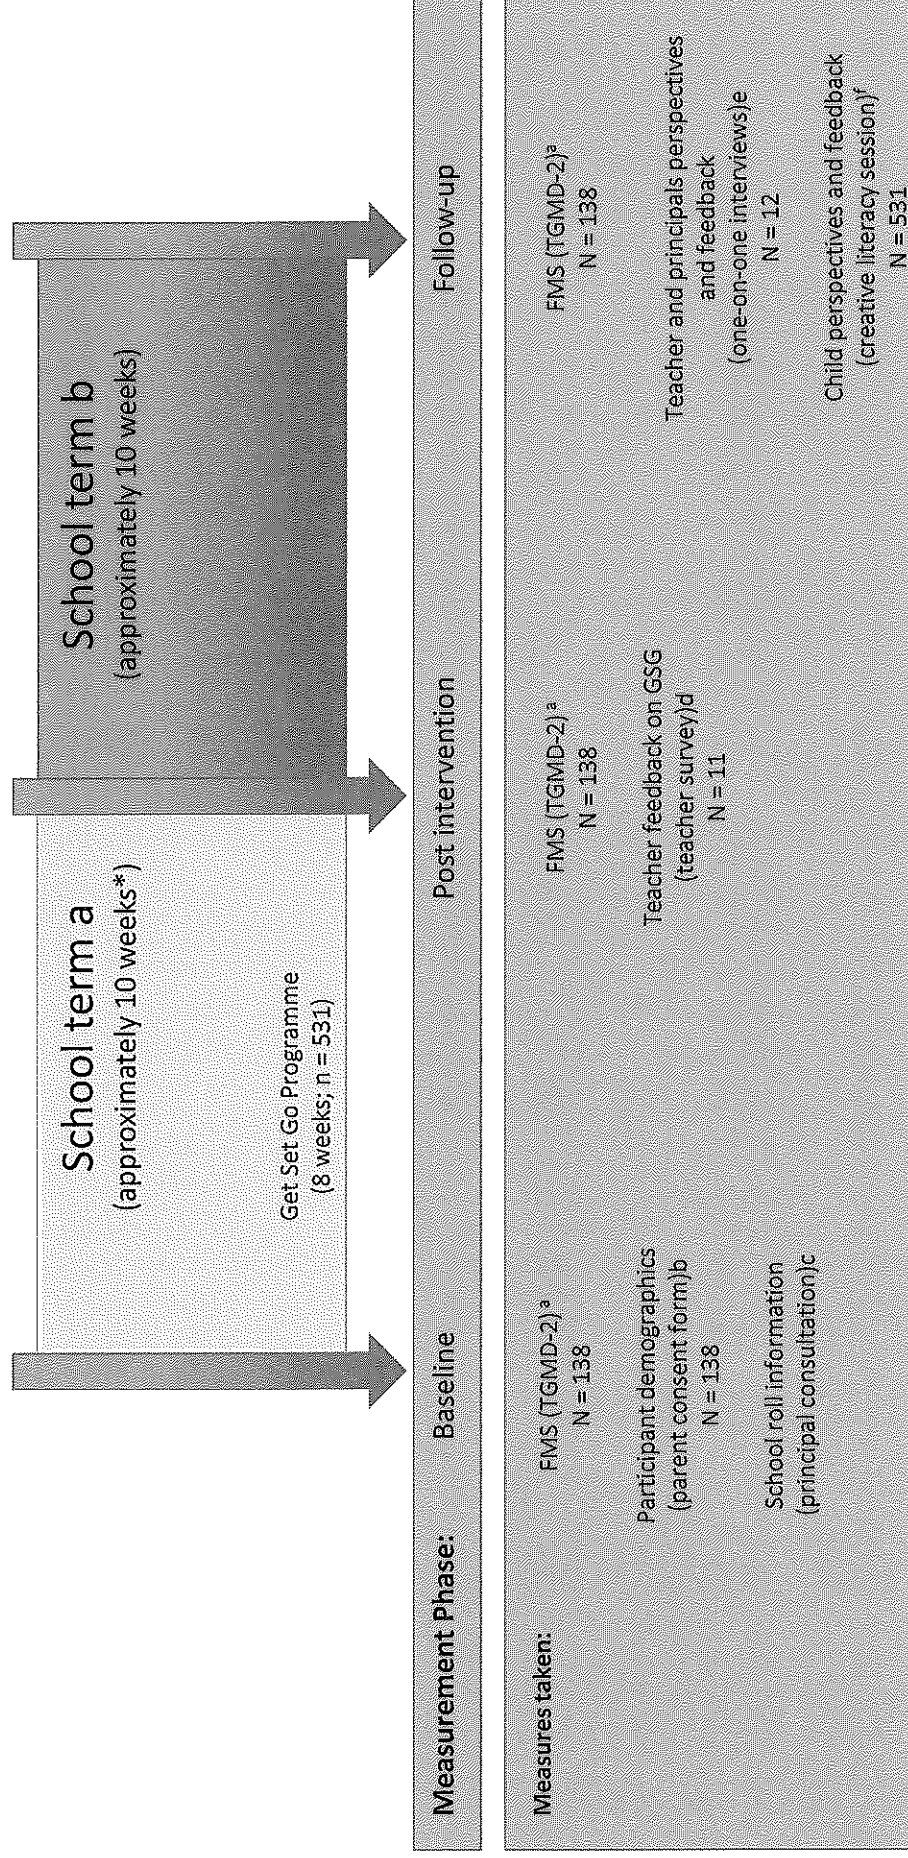 School term a
(approximately 10 weeks*)
Get Set Go Programme
(8 weeks; n = 531)
School term b
(approximately 10 weeks)
Measurement Phase:
Baseline
Post intervention
Follow-up
Measures taken:
FMS (TGMD-2) a
N = 138
Participant demographics
(parent consent form)b
N = 138
School roll information
(principal consultation)c
FMS (TGMD-2) a
N = 138
Teacher feedback on GSG
(teacher survey)d
N = 11
FMS (TGMD-2)a
N = 138
Teacher and principals perspectives
and feedback
(one-on-one interviews)e
N = 12
Child perspectives and feedback
(creative literacy session)f
N = 531